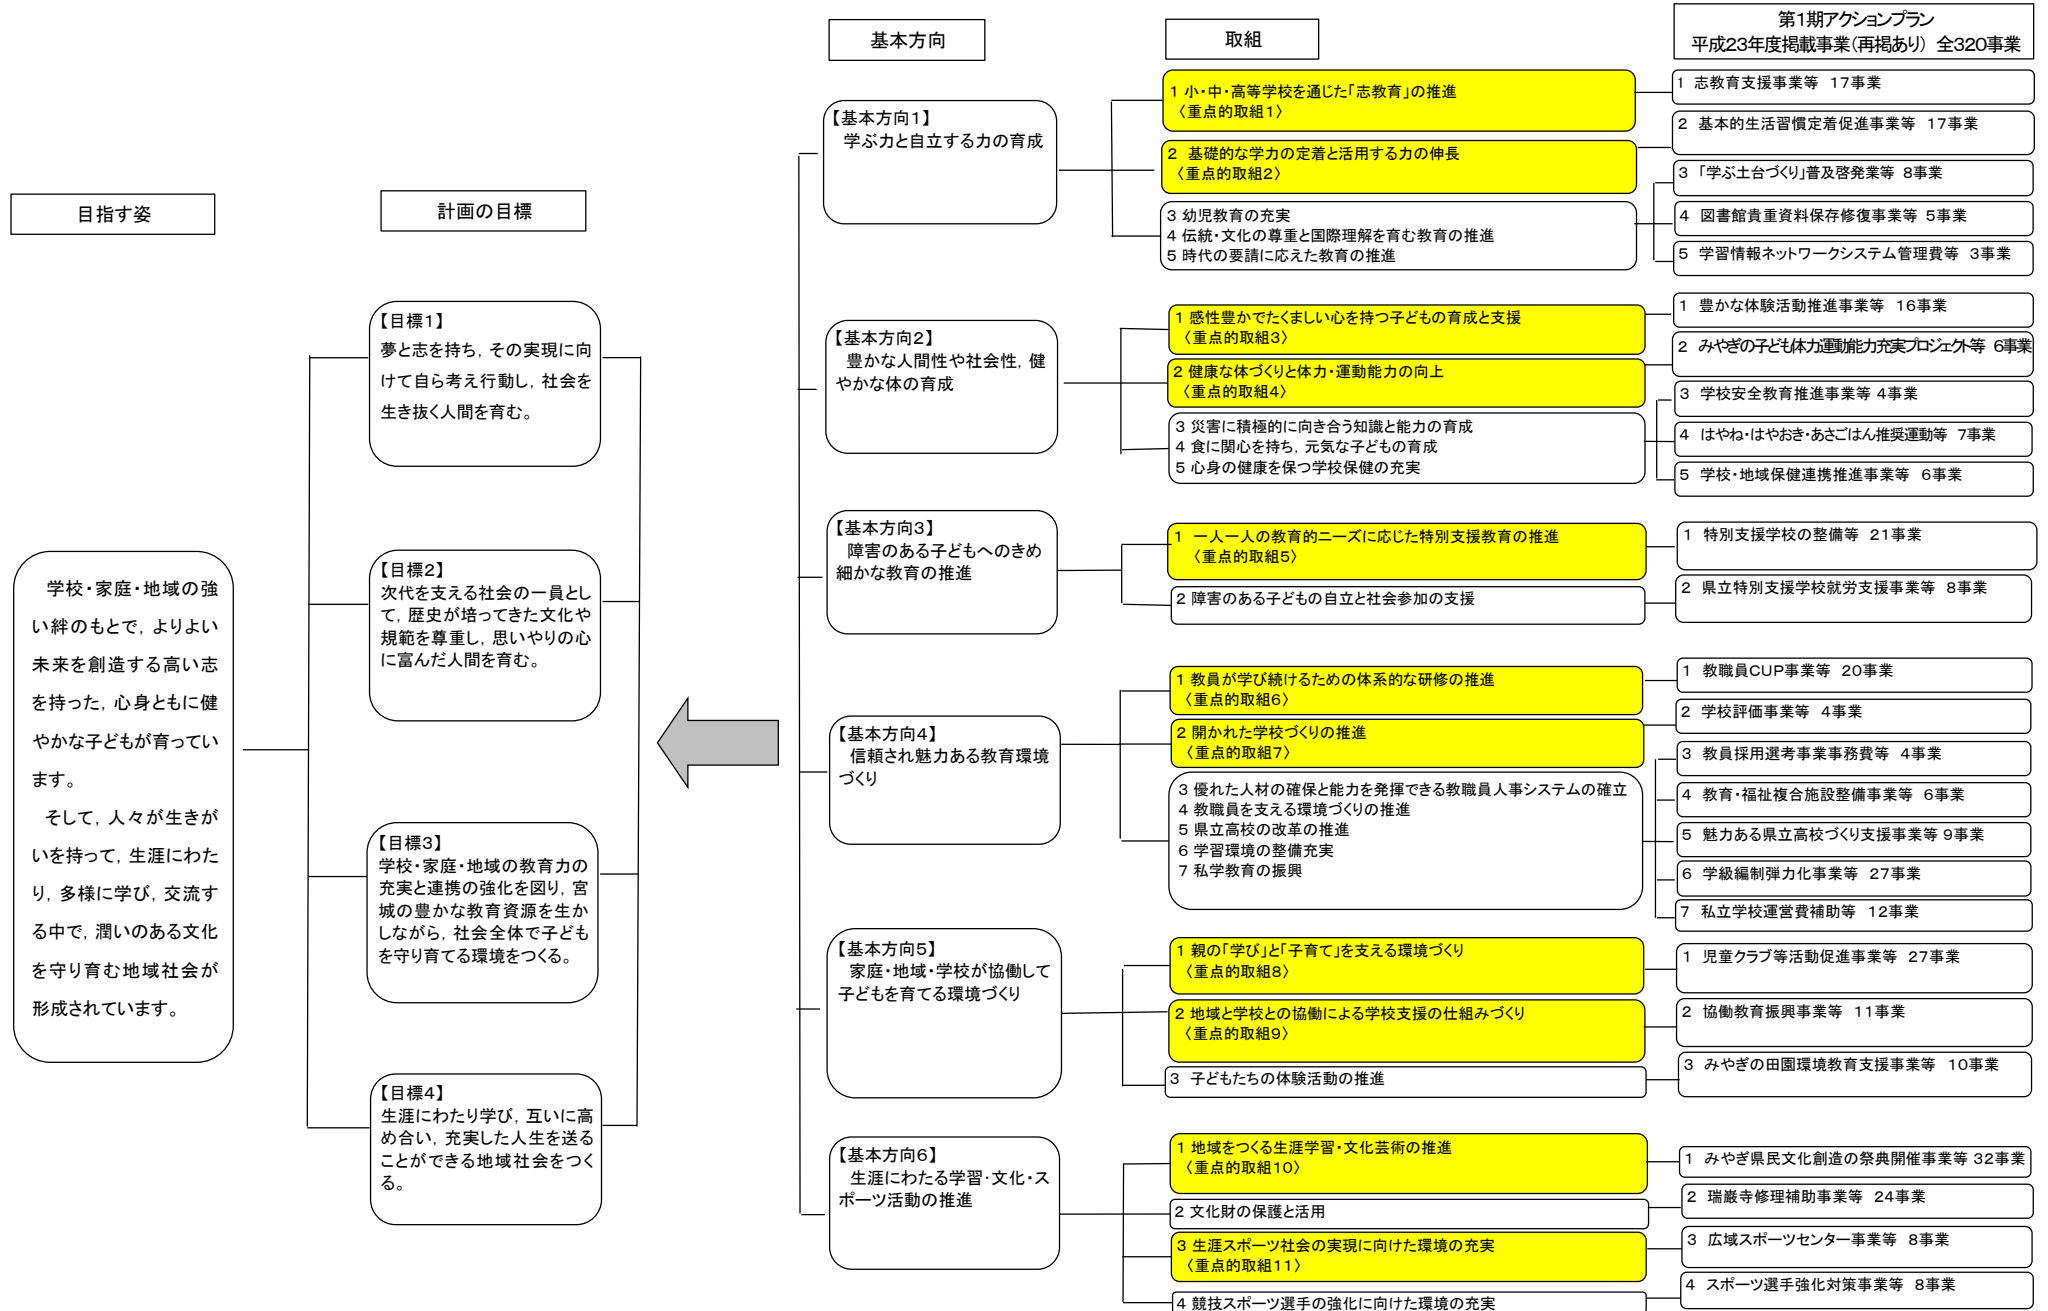 目指す姿
学校・家庭・地域の強
い絆のもとで，よりよい
未来を創造する高い志
を持った，心身ともに健
やかな子どもが育ってい
ます。
そして，人々が生きが
いを持って，生涯にわた
り，多様に学び，交流す
る中で，潤いのある文化
を守り育む地域社会が
形成されています。
計画の目標
【目標１】
夢と志を持ち，その実現に向
けて自ら考え行動し，社会を
生き抜く人間を育む。
【目標２】
次代を支える社会の一員とし
て，歴史が培ってきた文化や
規範を尊重し，思いやりの心
に富んだ人間を育む。
【目標３】
学校・家庭・地域の教育力の
充実と連携の強化を図り，宮
城の豊かな教育資源を生か
しながら，社会全体で子ども
を守り育てる環境をつくる。
【目標４】
生涯にわたり学び，互いに高
め合い，充実した人生を送る
ことができる地域社会をつく
る。
基本方向
【基本方向１】
学ぶ力と自立する力の育成
【基本方向２】
豊かな人間性や社会性，健
やかな体の育成
【基本方向３】
障害のある子どもへのきめ
細かな教育の推進
【基本方向４】
信頼され魅力ある教育環境
づくり
【基本方向５】
家庭・地域・学校が協働して
子どもを育てる環境づくり
【基本方向６】
生涯にわたる学習・文化・ス
ポーツ活動の推進
取組
１ 小・中・高等学校を通じた「志教育」の推進
〈重点的取組１〉
２ 基礎的な学力の定着と活用する力の伸長
〈重点的取組２〉
３ 幼児教育の充実
４ 伝統・文化の尊重と国際理解を育む教育の推進
５ 時代の要請に応えた教育の推進
１ 感性豊かでたくましい心を持つ子どもの育成と支援
〈重点的取組３〉
２ 健康な体づくりと体力・運動能力の向上
〈重点的取組４〉
３ 災害に積極的に向き合う知識と能力の育成
４ 食に関心を持ち，元気な子どもの育成
５ 心身の健康を保つ学校保健の充実
１ 一人一人の教育的ニーズに応じた特別支援教育の推進
〈重点的取組５〉
２ 障害のある子どもの自立と社会参加の支援
１ 教員が学び続けるための体系的な研修の推進
〈重点的取組６〉
２ 開かれた学校づくりの推進
〈重点的取組７〉
３ 優れた人材の確保と能力を発揮できる教職員人事システムの確立
４ 教職員を支える環境づくりの推進
５ 県立高校の改革の推進
６ 学習環境の整備充実
７ 私学教育の振興
１ 親の「学び」と「子育て」を支える環境づくり
〈重点的取組８〉
２ 地域と学校との協働による学校支援の仕組みづくり
〈重点的取組９〉
３ 子どもたちの体験活動の推進
１ 地域をつくる生涯学習・文化芸術の推進
〈重点的取組１０〉
２ 文化財の保護と活用
３ 生涯スポーツ社会の実現に向けた環境の充実
〈重点的取組１１〉
４ 競技スポーツ選手の強化に向けた環境の充実
第１期アクションプラン
平成２３年度掲載事業（再掲あり） 全３２０事業
１ 志教育支援事業等 １７事業
２ 基本的生活習慣定着促進事業等 １７事業
３ 「学ぶ土台づくり」普及啓発業等 ８事業
４ 図書館貴重資料保存修復事業等 ５事業
５ 学習情報ネットワークシステム管理費等 ３事業
１ 豊かな体験活動推進事業等 １６事業
２ みやぎの子ども体力運動能力充実プロジェクト等 ６事業
３ 学校安全教育推進事業等 ４事業
４ はやね・はやおき・あさごはん推奨運動等 ７事業
５ 学校・地域保健連携推進事業等 ６事業
１ 特別支援学校の整備等 ２１事業
２ 県立特別支援学校就労支援事業等 ８事業
１ 教職員ＣＵＰ事業等 ２０事業
２ 学校評価事業等 ４事業
３ 教員採用選考事業事務費等 ４事業
４ 教育・福祉複合施設整備事業等 ６事業
５ 魅力ある県立高校づくり支援事業等 ９事業
６ 学級編制弾力化事業等 ２７事業
７ 私立学校運営費補助等 １２事業
１ 児童クラブ等活動促進事業等 ２７事業
２ 協働教育振興事業等 １１事業
３ みやぎの田園環境教育支援事業等 １０事業
１ みやぎ県民文化創造の祭典開催事業等 ３２事業
２ 瑞巌寺修理補助事業等 ２４事業
３ 広域スポーツセンター事業等 ８事業
４ スポーツ選手強化対策事業等 ８事業